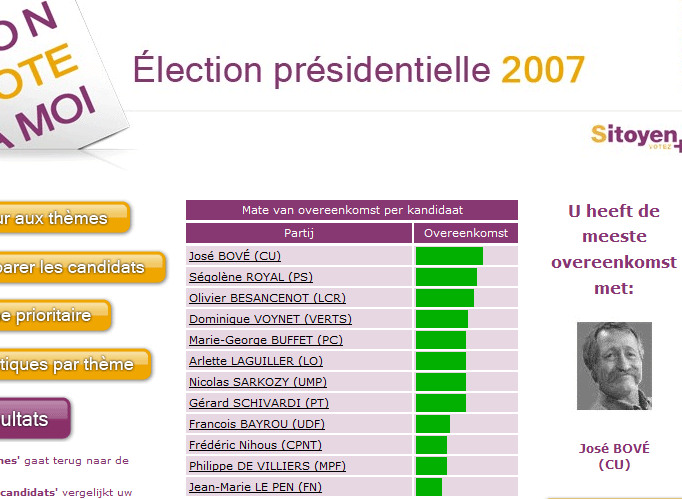 ON
OTE
A MOI
Élection présidentielle 2007
Sitoyen
VOTEZ +
ur aux thèmes
parer les candidats
e prioritaire
tiques par thème
ultats
nes' gaat terug naar de
candidats' vergelijkt uw
Mate van overeenkomst per kandidaat
Partij Overeenkomst
José BOVÉ (CU)
Ségolène ROYAL (PS)
Olivier BESANCENOT (LCR)
Dominique VOYNET (VERTS)
Marie-George BUFFET (PC)
Arlette LAGUILLER (LO)
Nicolas SARKOZY (UMP)
Gérard SCHIVARDI (PT)
Francois BAYROU (UDF)
Frédéric Nihous (CPNT)
Philippe DE VILLIERS (MPF)
Jean-Marie LE PEN (FN)
U heeft de
meeste
overeenkomst
met:
José BOVÉ
(CU)